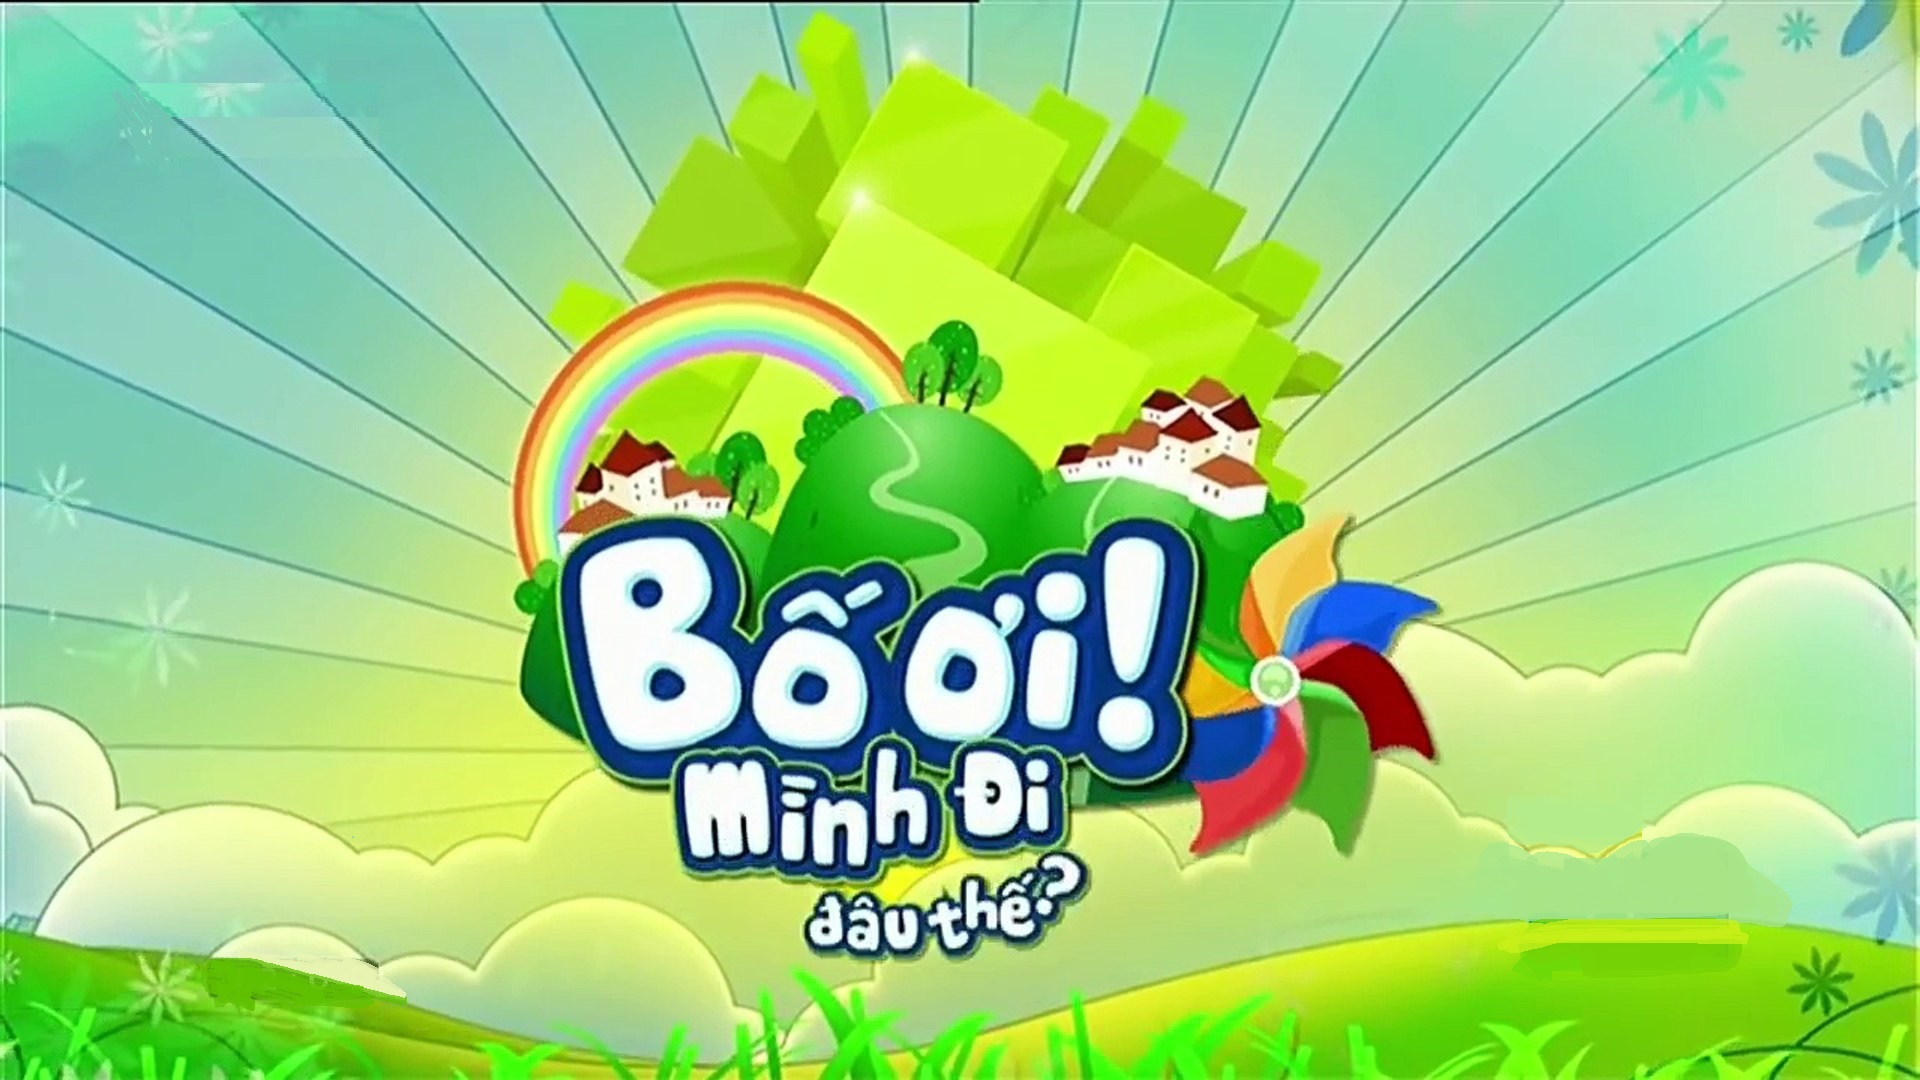 Bố ơi!
mình Đi
đâu thế?